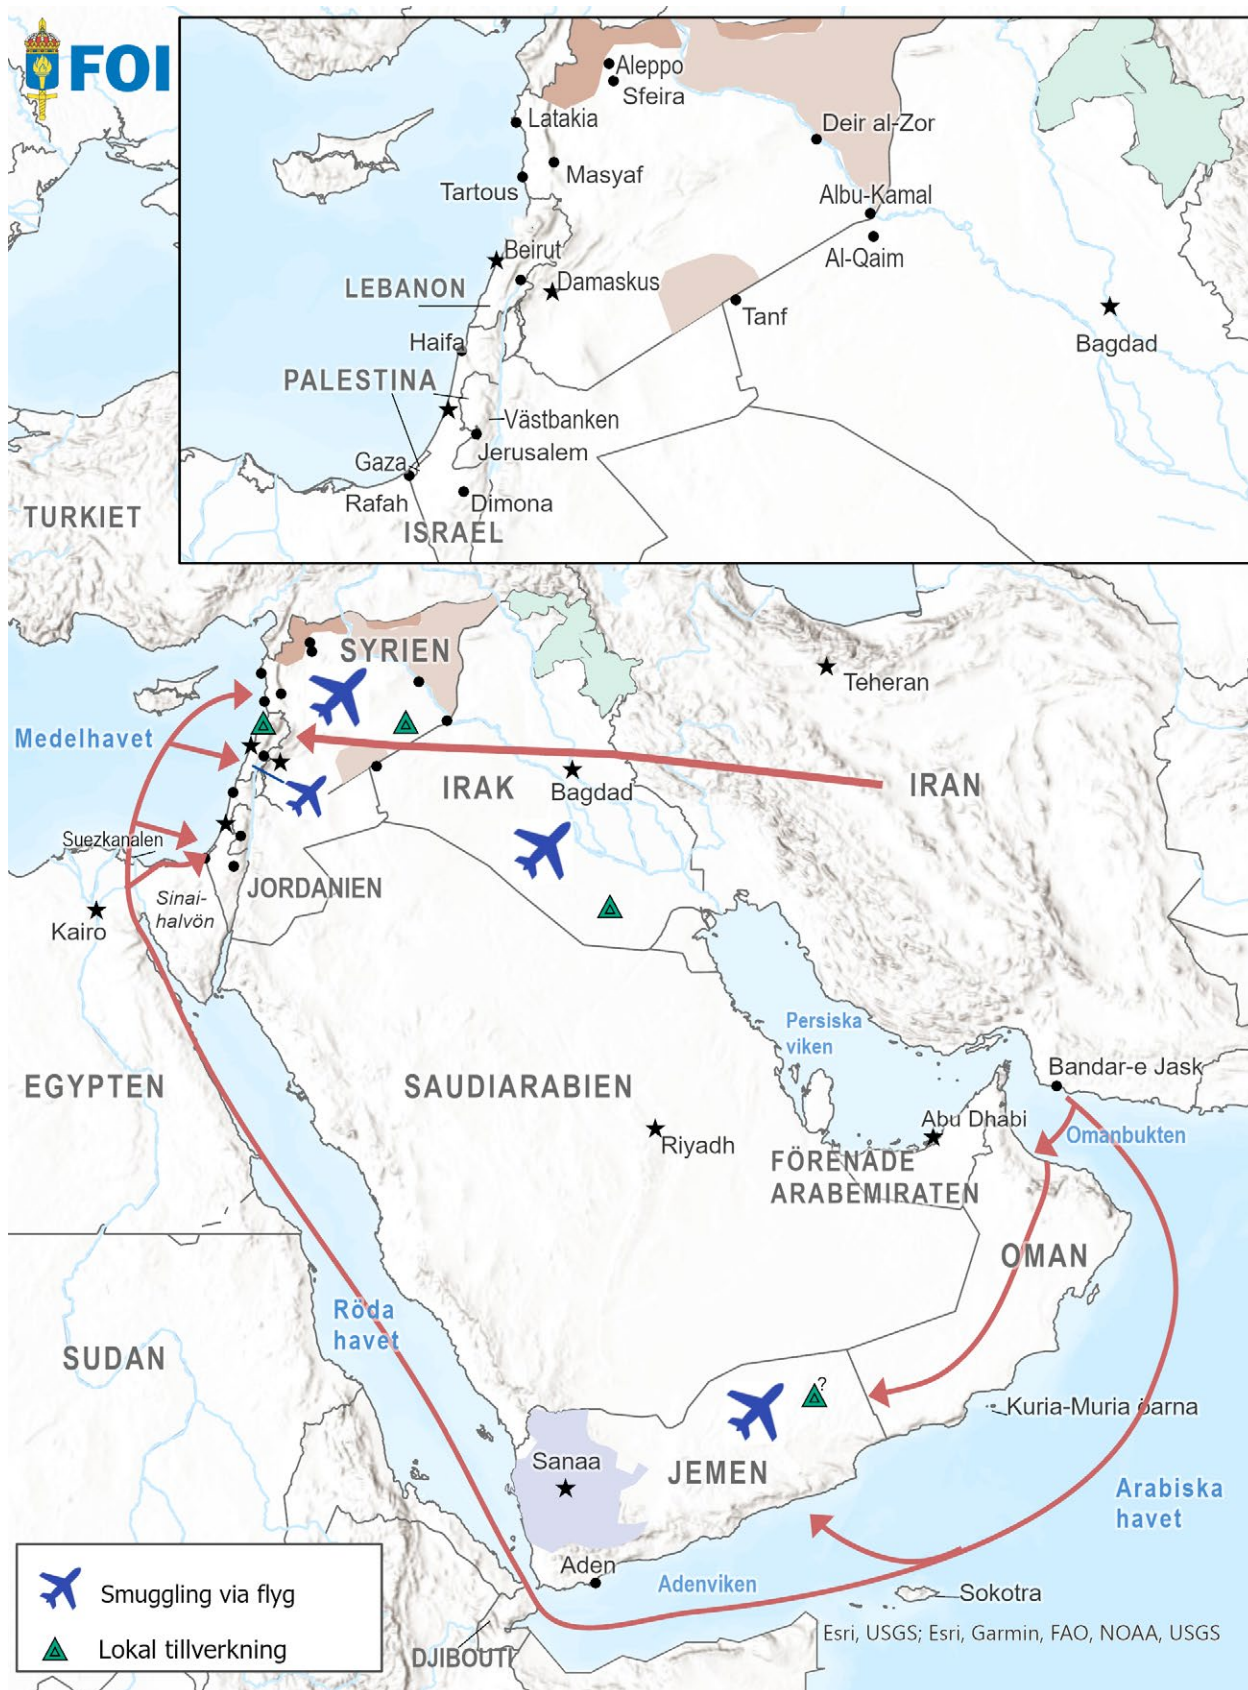 FOI
Aleppo
Sfeira
Latakia
Deir al-Zor
Masyaf
Tartous
Albu-Kamal
Beirut
Al-Qaim
LEBANON
Damaskus
Tanf
Haifa
Bagdad
PALESTINA
Västbanken
Jerusalem
Gaza
Rafah
Dimona
ISRAEL
TURKIET
SYRIEN
Teheran
Medelhavet
IRAK
Bagdad
IRAN
Suezkanalen
Sinai-
halvön
JORDANIEN
Kairo
Persiska
viken
EGYPTEN
SAUDIARABIEN
Bandar-e Jask
Abu Dhabi
Omanbukten
Riyadh
FÖRENADE
ARABEMIRATEN
OMAN
Röda
havet
SUDAN
?
Kuria-Muria öarna
Sanaa
JEMEN
Arabiska
havet
Aden
Adenviken
Sokotra
Smuggling via flyg
Lokal tillverkning
DJIBOUTI
Esri, USGS; Esri, Garmin, FAO, NOAA, USGS